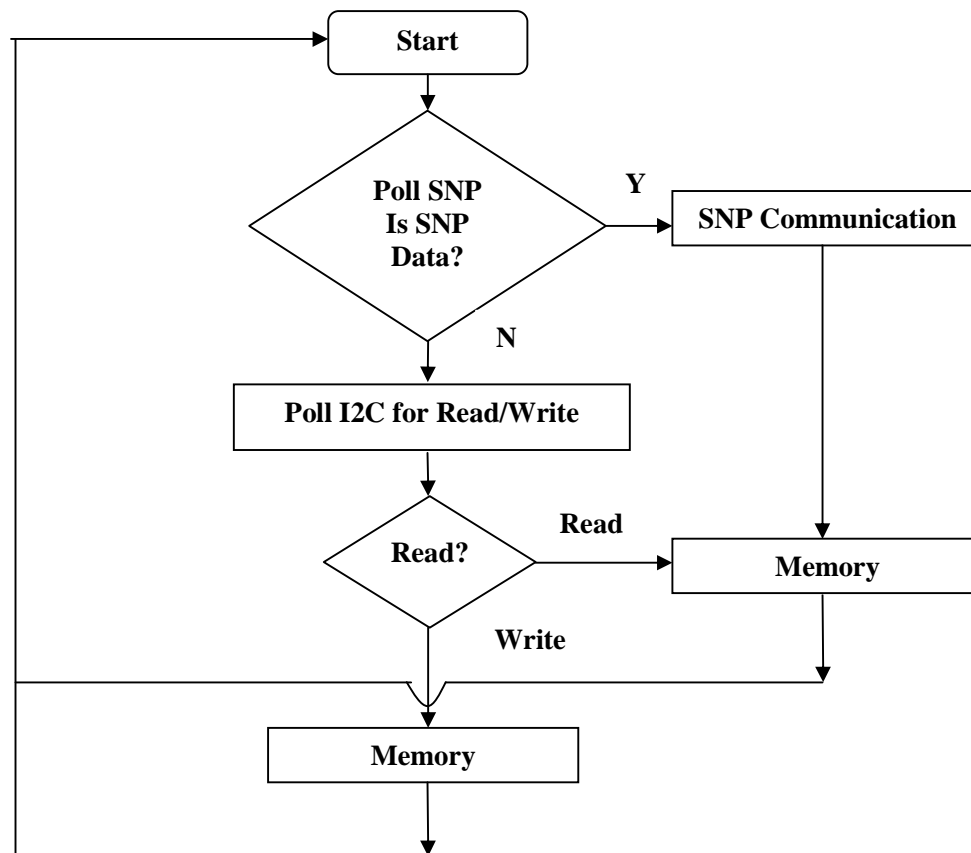 Start
Poll SNP
Is SNP
Data?
Y
SNP Communication
N
Poll I2C for Read/Write
Read?
Read
Memory
Write
Memory